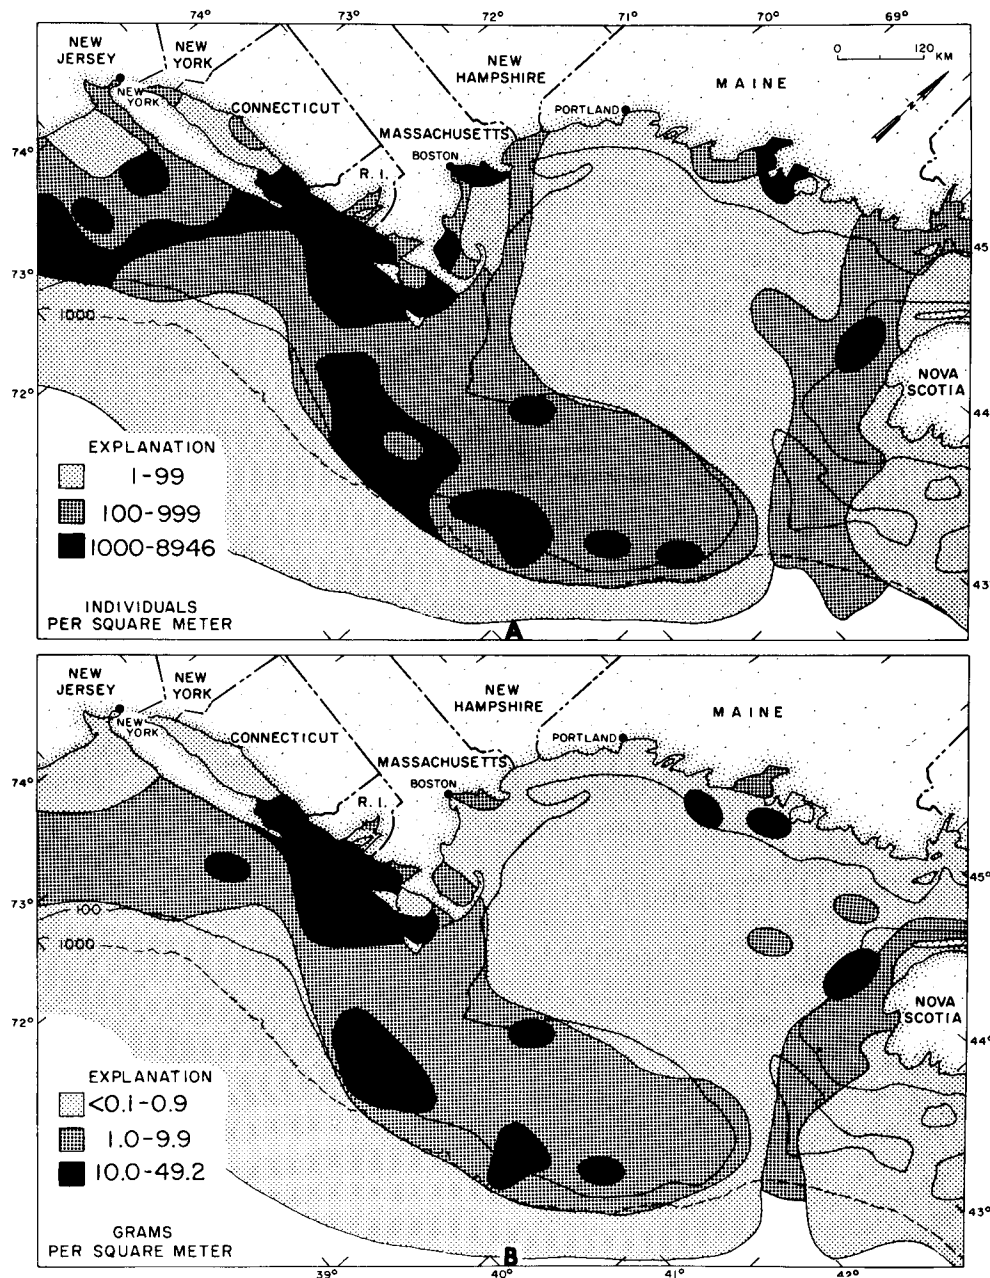 74° 73° 72° 71° 70° 69°
NEW
JERSEY
NEW
YORK
NEW
YORK
CONNECTICUT
NEW
HAMPSHIRE
MAINE
0 120
KM
PORTLAND
MASSACHUSETTS
BOSTON
R. I.
74°
73°
45
1000
72°
NOVA
SCOTIA
44
EXPLANATION
1-99
100-999
1000-8946
43
INDIVIDUALS
PER SQUARE METER
A
NEW
JERSEY
NEW
YORK
NEW
YORK
CONNECTICUT
NEW
HAMPSHIRE
MAINE
PORTLAND
MASSACHUSETTS
BOSTON
R. I.
74°
45°
73°
100
1000
72°
NOVA
SCOTIA
44°
EXPLANATION
<0.1-0.9
1.0-9.9
10.0-49.2
43°
GRAMS
PER SQUARE METER
B
39° 40° 41° 42°